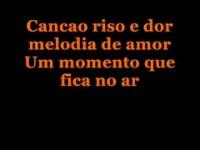 Cancao riso e dor
melodia de amor
Um momento que
fica no ar